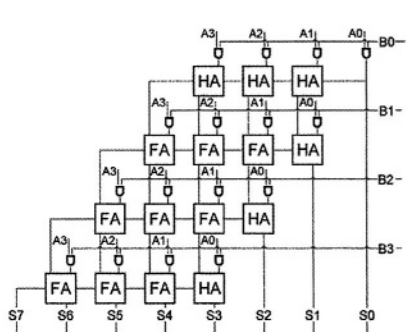 A3 A2 A1 A0
B0
HA HA HA
A3 A2 A1 A0
B1
FA FA FA HA
A3 A2 A1 A0
B2
FA FA FA HA
A3 A2 A1 A0
B3
FA FA FA HA
S7 S6 S5 S4 S3 S2 S1 S0